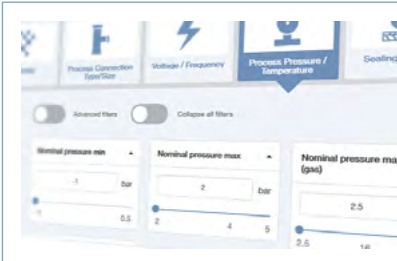 Process Connection
Type/Size
Voltage / Frequency
Process Pressure /
Temperature
Sealing
Advanced filters
Collapse all filters
Nominal pressure min
Nominal pressure max
Nominal pressure ma
(gas)
-1
bar
2
bar
2.5
-1
0.5
2
4
5
2.5
16